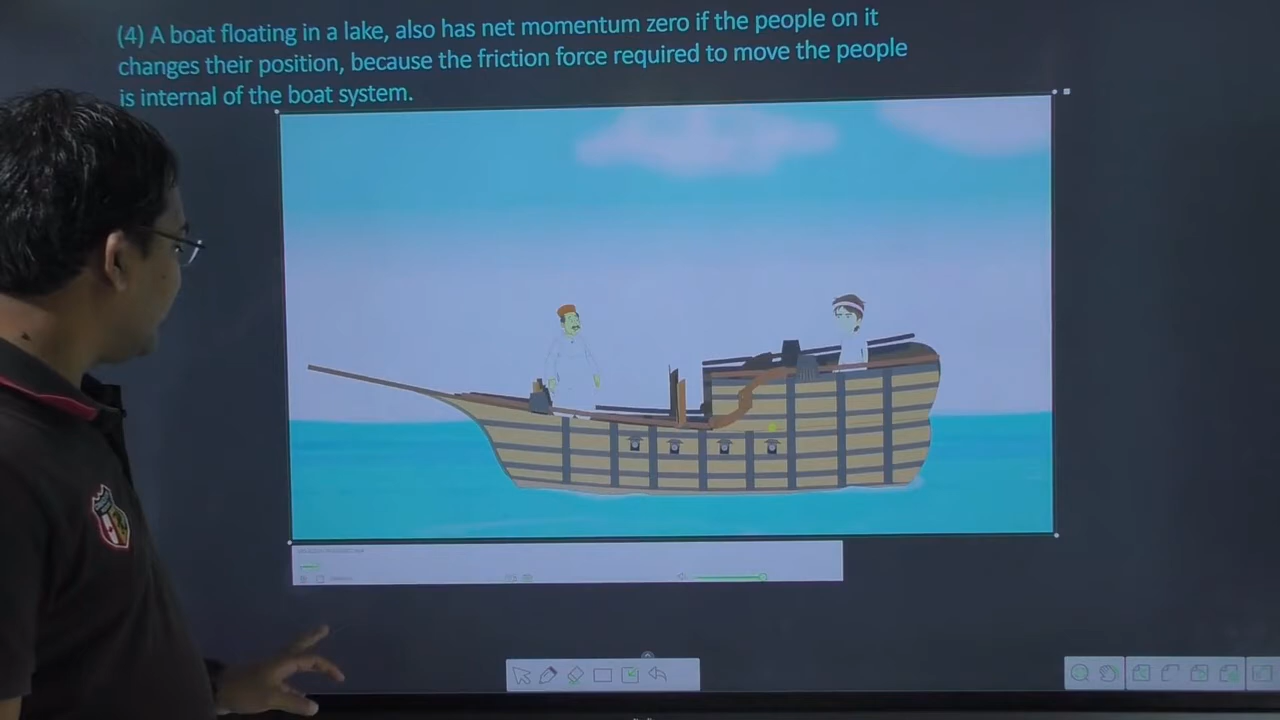 (4) A boat floating in a lake, also has net momentum zero if the people on it
changes their position, because the friction force required to move the people
is internal of the boat system.